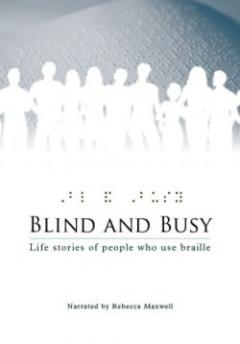 ⠠⠃⠇ ⠯ ⠠⠃⠥⠎⠽
BLIND AND BUSY
Life stories of people who use braille
Narrated by Rebecca Maxwell